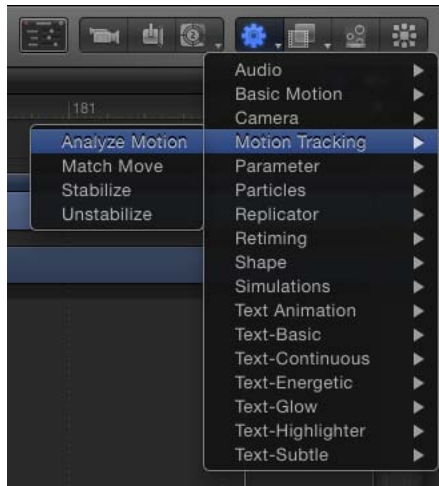 181
Audio
Basic Motion
Camera
Motion Tracking
Parameter
Particles
Replicator
Retiming
Shape
Simulations
Text Animation
Text-Basic
Text-Continuous
Text-Energetic
Text-Glow
Text-Highlighter
Text-Subtle
Analyze Motion
Match Move
Stabilize
Unstabilize